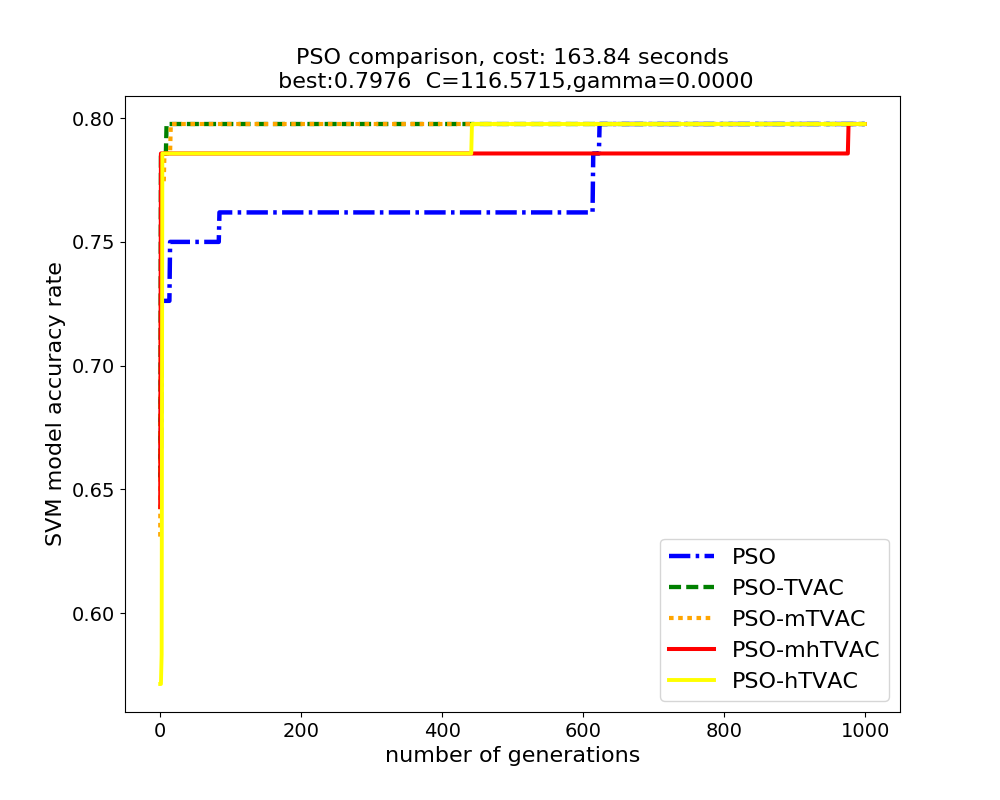 PSO comparison, cost: 163.84 seconds
best:0.7976  C=116.5715,gamma=0.0000
0.80
0.75
0.70
0.65
0.60
SVM model accuracy rate
PSO
PSO-TVAC
PSO-mTVAC
PSO-mhTVAC
PSO-hTVAC
0 200 400 600 800 1000
number of generations